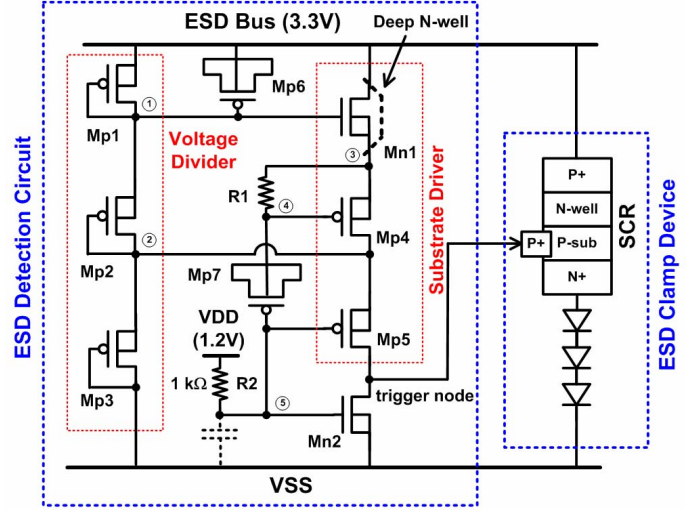 ESD Bus (3.3V)
Deep N-well
Mp6
Mp1
①
Voltage
Divider
Mn1
③
R1
④
Mp4
②
Mp2
Mp7
Substrate Driver
VDD
(1.2V)
Mp5
Mp3
1 kΩ
R2
⑤
trigger node
Mn2
VSS
ESD Detection Circuit
P+
N-well
P+
P-sub
N+
SCR
ESD Clamp Device